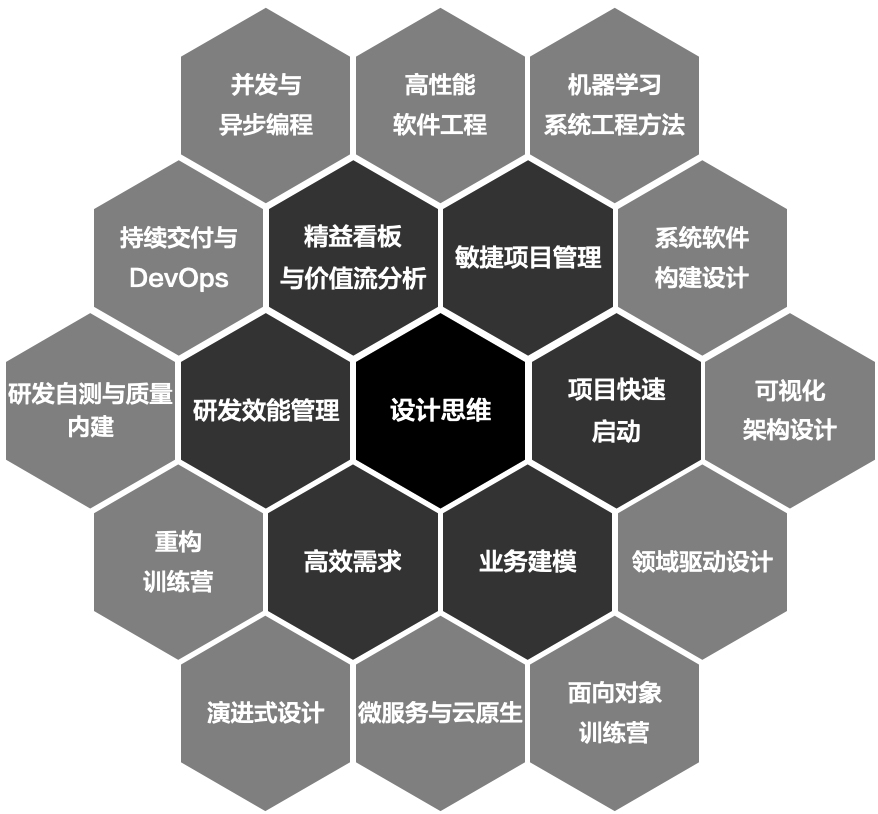 并发与
异步编程
高性能
软件工程
机器学习
系统工程方法
持续交付与
DevOps
精益看板
与价值流分析
敏捷项目管理
系统软件
构建设计
研发自测与质量
内建
研发效能管理
设计思维
项目快速
启动
可视化
架构设计
重构
训练营
高效需求
业务建模
领域驱动设计
演进式设计
微服务与云原生
面向对象
训练营